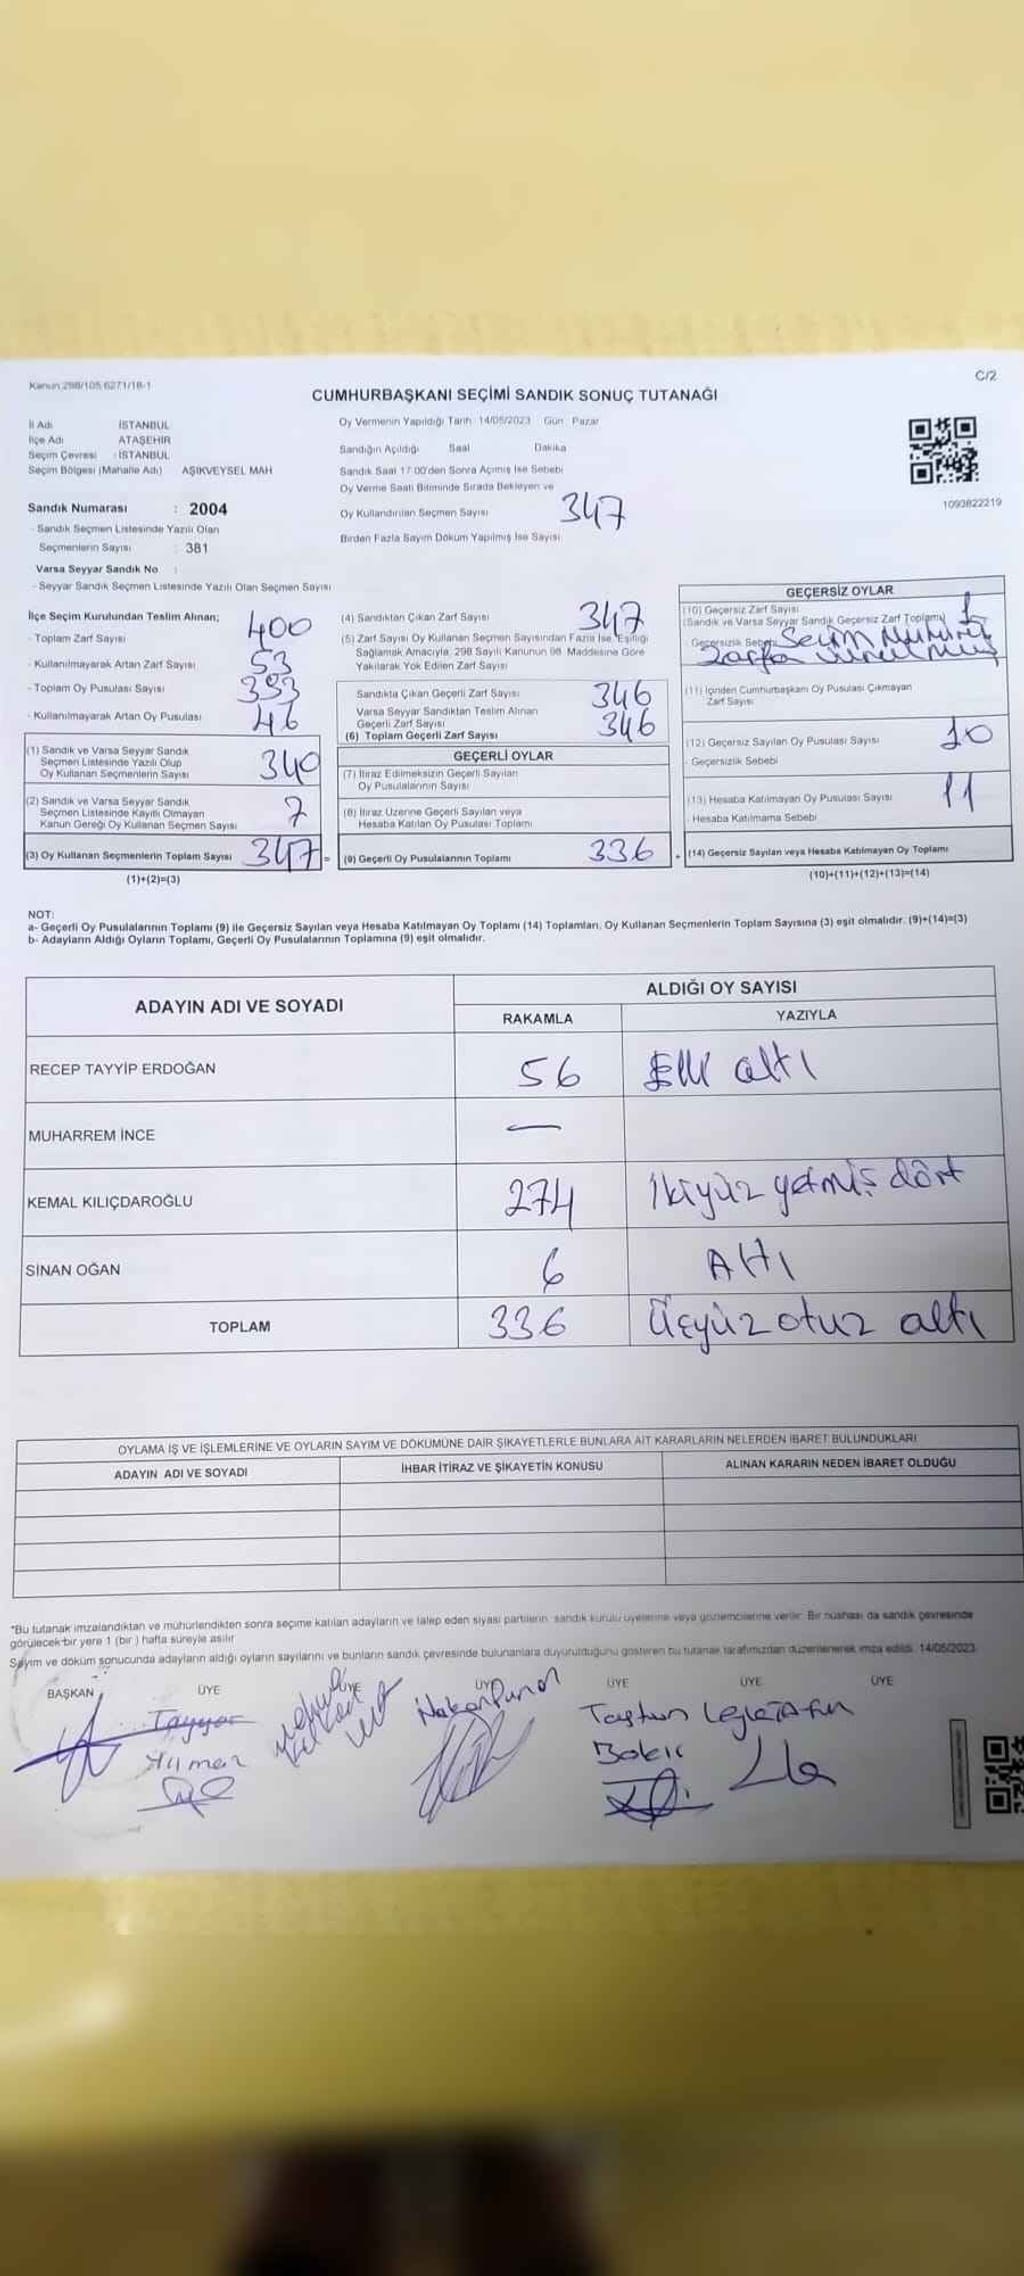 Kanun:298/105,6271/18-1
C/2
CUMHURBAŞKANI SEÇİMİ SANDIK SONUÇ TUTANAĞI
İl Adı İSTANBUL
İlçe Adı ATAŞEHİR
Seçim Çevresi : İSTANBUL
Seçim Bölgesi (Mahalle Adı) AŞIKVEYSEL MAH
Sandık Numarası : 2004
- Sandık Seçmen Listesinde Yazılı Olan
Seçmenlerin Sayısı : 381
Varsa Seyyar Sandık No :
- Seyyar Sandık Seçmen Listesinde Yazılı Olan Seçmen Sayısı
Oy Vermenin Yapıldığı Tarih : 14/05/2023 Gün : Pazar
Sandığın Açıldığı Saat Dakika
Sandık Saat 17:00'den Sonra Açılmış İse Sebebi
Oy Verme Saati Bitiminde Sırada Bekleyen ve
Oy Kullandırılan Seçmen Sayısı 347
Birden Fazla Sayım Döküm Yapılmış İse Sayısı
1093822219
İlçe Seçim Kurulundan Teslim Alınan;
- Toplam Zarf Sayısı 400
- Kullanılmayarak Artan Zarf Sayısı 53
- Toplam Oy Pusulası Sayısı 393
- Kullanılmayarak Artan Oy Pusulası 46
(1) Sandık ve Varsa Seyyar Sandık
Seçmen Listesinde Yazılı Olup
Oy Kullanan Seçmenlerin Sayısı 340
(2) Sandık ve Varsa Seyyar Sandık
Seçmen Listesinde Kayıtlı Olmayan
Kanun Gereği Oy Kullanan Seçmen Sayısı 7
(3) Oy Kullanan Seçmenlerin Toplam Sayısı 347 =
(1)+(2)=(3)
(4) Sandıktan Çıkan Zarf Sayısı 347
(5) Zarf Sayısı Oy Kullanan Seçmen Sayısından Fazla İse, Eşitliği
Sağlamak Amacıyla, 298 Sayılı Kanunun 98. Maddesine Göre
Yakılarak Yok Edilen Zarf Sayısı
Sandıkta Çıkan Geçerli Zarf Sayısı 346
Varsa Seyyar Sandıktan Teslim Alınan
Geçerli Zarf Sayısı
(6) Toplam Geçerli Zarf Sayısı 346
GEÇERLİ OYLAR
(7) İtiraz Edilmeksizin Geçerli Sayılan
Oy Pusulalarının Sayısı
(8) İtiraz Üzerine Geçerli Sayılan veya
Hesaba Katılan Oy Pusulası Toplamı
(9) Geçerli Oy Pusulalarının Toplamı 336 +
GEÇERSİZ OYLAR
(10) Geçersiz Zarf Sayısı
(Sandık ve Varsa Seyyar Sandık Geçersiz Zarf Toplamı) 1
- Geçersizlik Sebebi Seçim Mührü
zarfa vurulmuş
(11) İçinden Cumhurbaşkanı Oy Pusulası Çıkmayan
Zarf Sayısı
(12) Geçersiz Sayılan Oy Pusulası Sayısı 10
- Geçersizlik Sebebi
(13) Hesaba Katılmayan Oy Pusulası Sayısı 11
- Hesaba Katılmama Sebebi
(14) Geçersiz Sayılan veya Hesaba Katılmayan Oy Toplamı
(10)+(11)+(12)+(13)=(14)
NOT:
a- Geçerli Oy Pusulalarının Toplamı (9) ile Geçersiz Sayılan veya Hesaba Katılmayan Oy Toplamı (14) Toplamları, Oy Kullanan Seçmenlerin Toplam Sayısına (3) eşit olmalıdır. (9)+(14)=(3)
b- Adayların Aldığı Oyların Toplamı, Geçerli Oy Pusulalarının Toplamına (9) eşit olmalıdır.
ADAYIN ADI VE SOYADI ALDIĞI OY SAYISI
RAKAMLA YAZIYLA
RECEP TAYYİP ERDOĞAN 56 Elli altı
MUHARREM İNCE —
KEMAL KILIÇDAROĞLU 274 İkiyüz yetmiş dört
SİNAN OĞAN 6 Altı
TOPLAM 336 Üçyüz otuz altı
OYLAMA İŞ VE İŞLEMLERİNE VE OYLARIN SAYIM VE DÖKÜMÜNE DAİR ŞİKAYETLERLE BUNLARA AİT KARARLARIN NELERDEN İBARET BULUNDUKLARI
ADAYIN ADI VE SOYADI İHBAR İTİRAZ VE ŞİKAYETİN KONUSU ALINAN KARARIN NEDEN İBARET OLDUĞU
*Bu tutanak imzalandıktan ve mühürlendikten sonra seçime katılan adayların ve talep eden siyasi partilerin, sandık kurulu üyelerine veya gözlemcilerine verilir. Bir nüshası da sandık çevresinde
görülecek bir yere 1 (bir) hafta süreyle asılır
Sayım ve döküm sonucunda adayların aldığı oyların sayılarını ve bunların sandık çevresinde bulunanlara duyurulduğunu gösteren bu tutanak tarafımızdan düzenlenerek imza edildi. 14/05/2023
BAŞKAN ÜYE ÜYE ÜYE ÜYE ÜYE ÜYE
Tayyar
Yılmaz
Hakan
Taştun
Bakıc